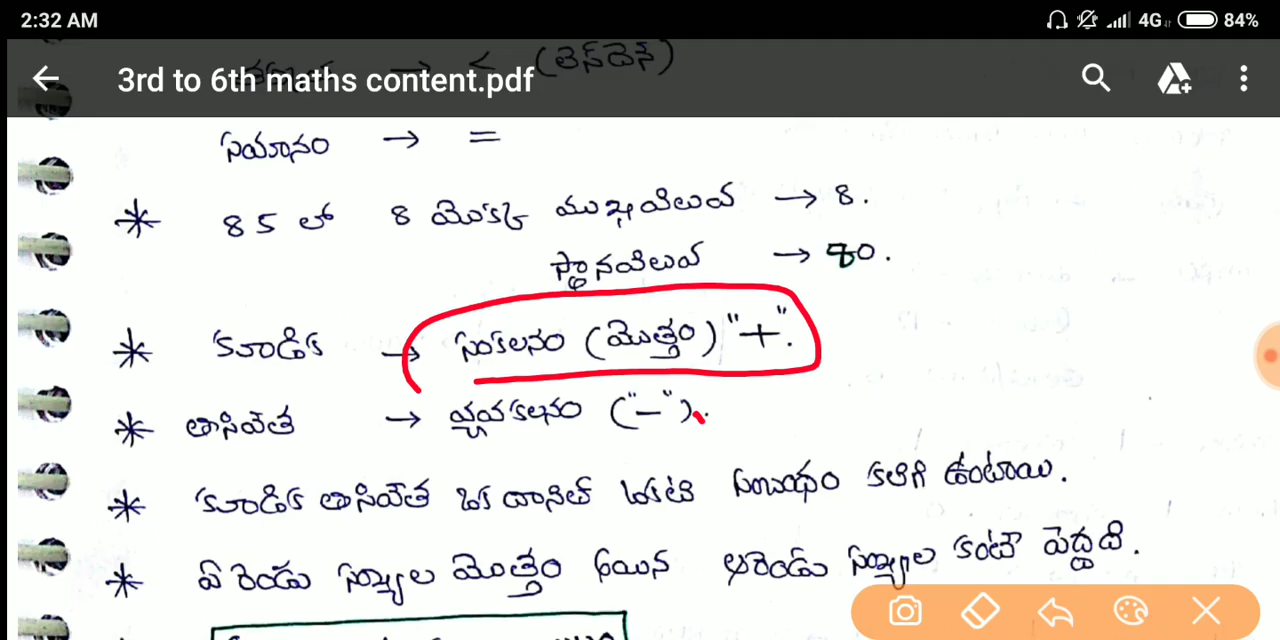 2:32 AM 4G 84%
< (లెస్‌దెన్)
3rd to 6th maths content.pdf
సమానం → =
* 85 లో 8 యొక్క ముఖవిలువ → 8.
స్థానవిలువ → 80.
* కూడిక → సంకలనం (మొత్తం) "+".
* తీసివేత → వ్యవకలనం ("−").
* కూడిక తీసివేత ఒక దానితో ఒకటి సంబంధం కలిగి ఉంటాయి.
* ఏ రెండు సంఖ్యల మొత్తం అయిన ఆ రెండు సంఖ్యల కంటే పెద్దది.